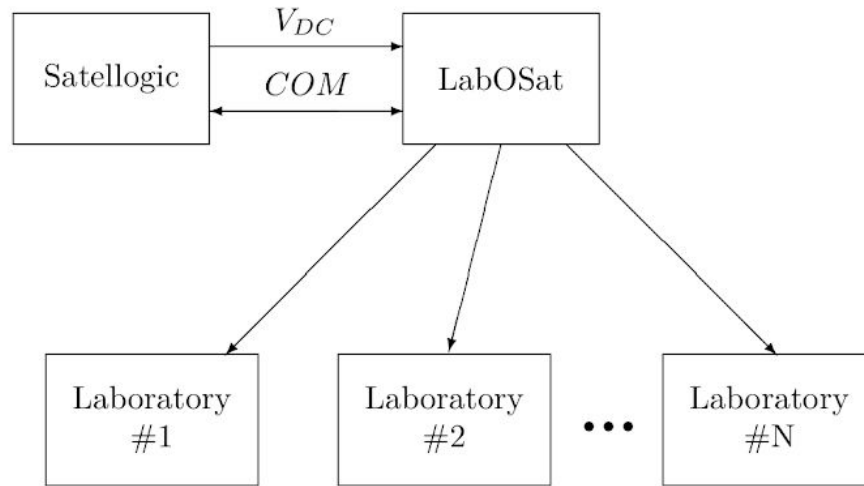 V_DC
Satellogic
COM
LabOSat
Laboratory
#1
Laboratory
#2
•••
Laboratory
#N